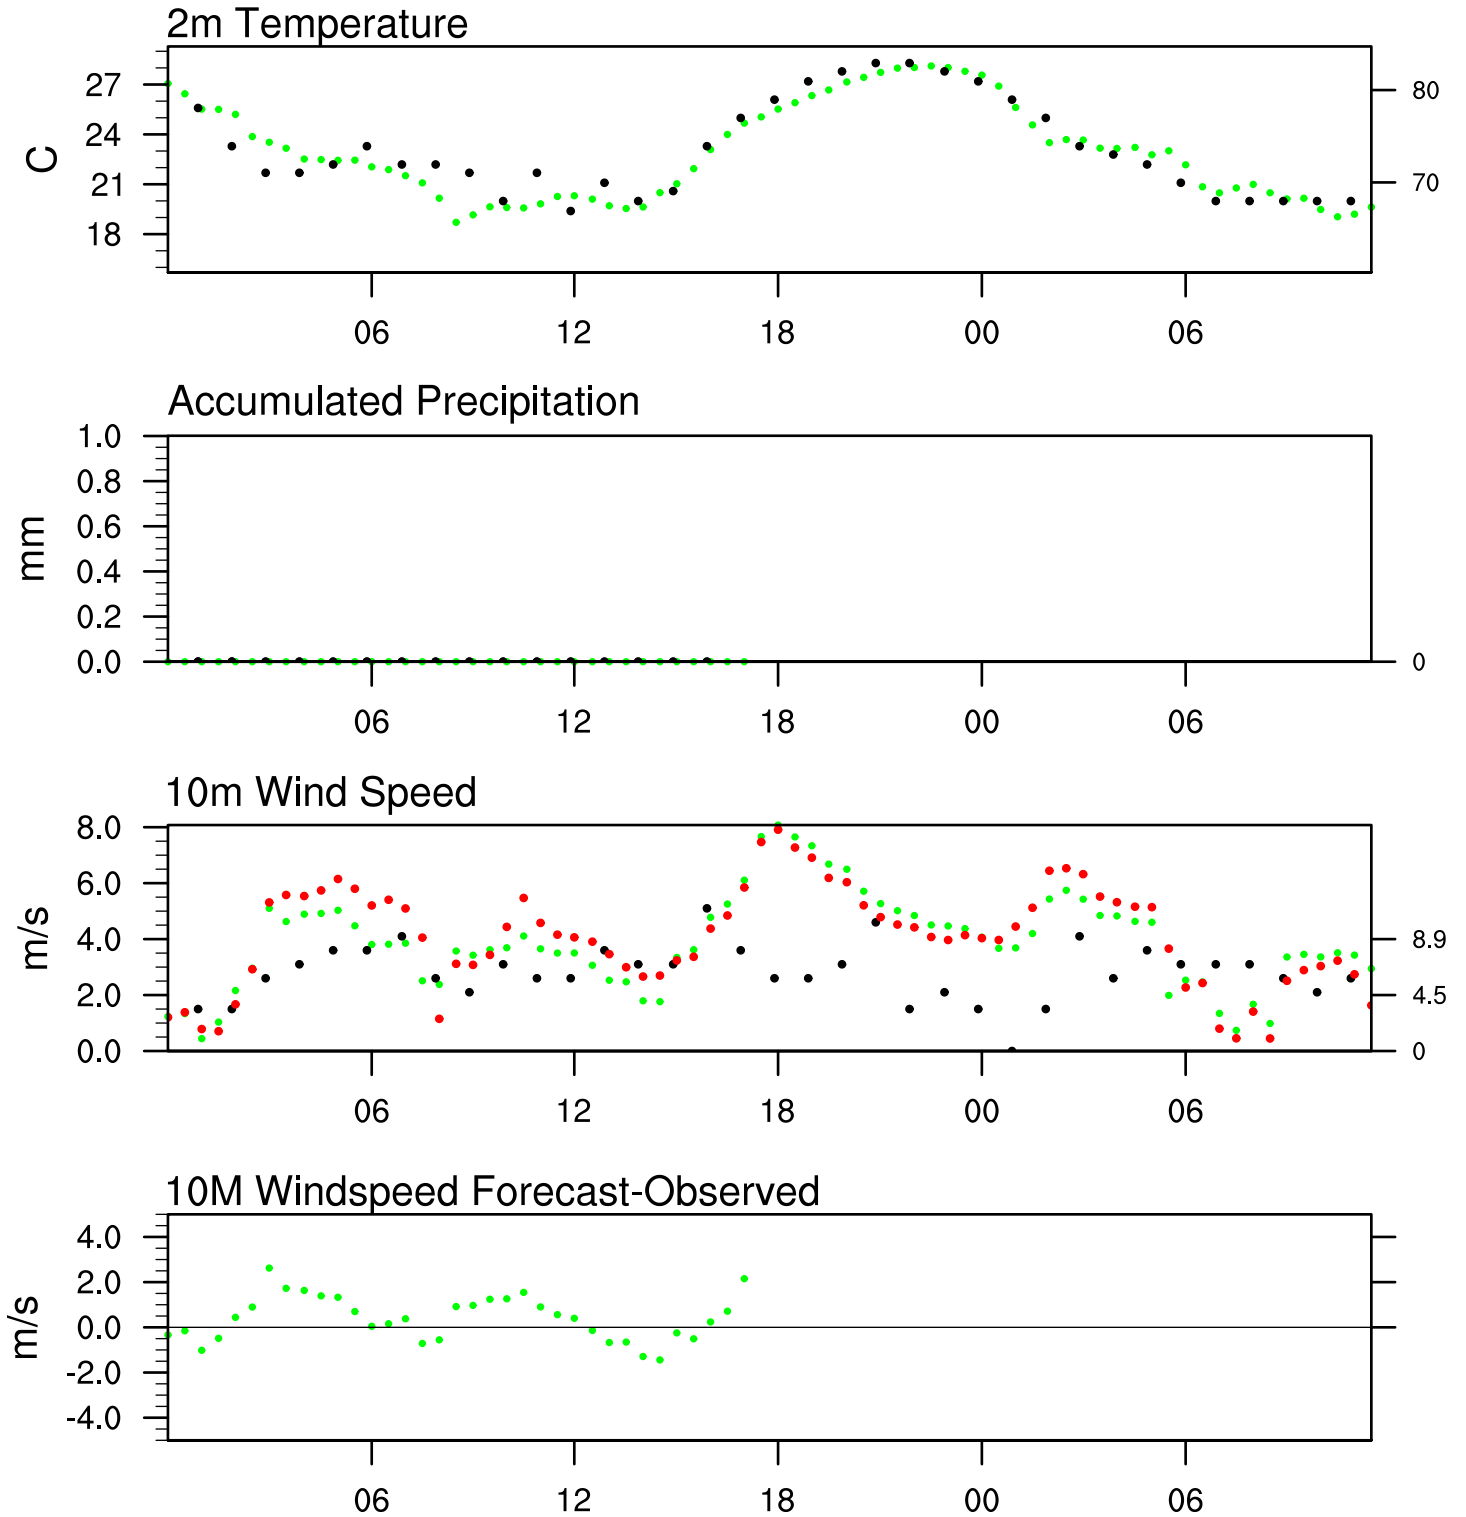 2m Temperature
27
24
21
18
C
80
70
06 12 18 00 06
Accumulated Precipitation
1.0
0.8
0.6
0.4
0.2
0.0
mm
0
06 12 18 00 06
10m Wind Speed
8.0
6.0
4.0
2.0
0.0
m/s
8.9
4.5
0
06 12 18 00 06
10M Windspeed Forecast-Observed
4.0
2.0
0.0
-2.0
-4.0
m/s
06 12 18 00 06